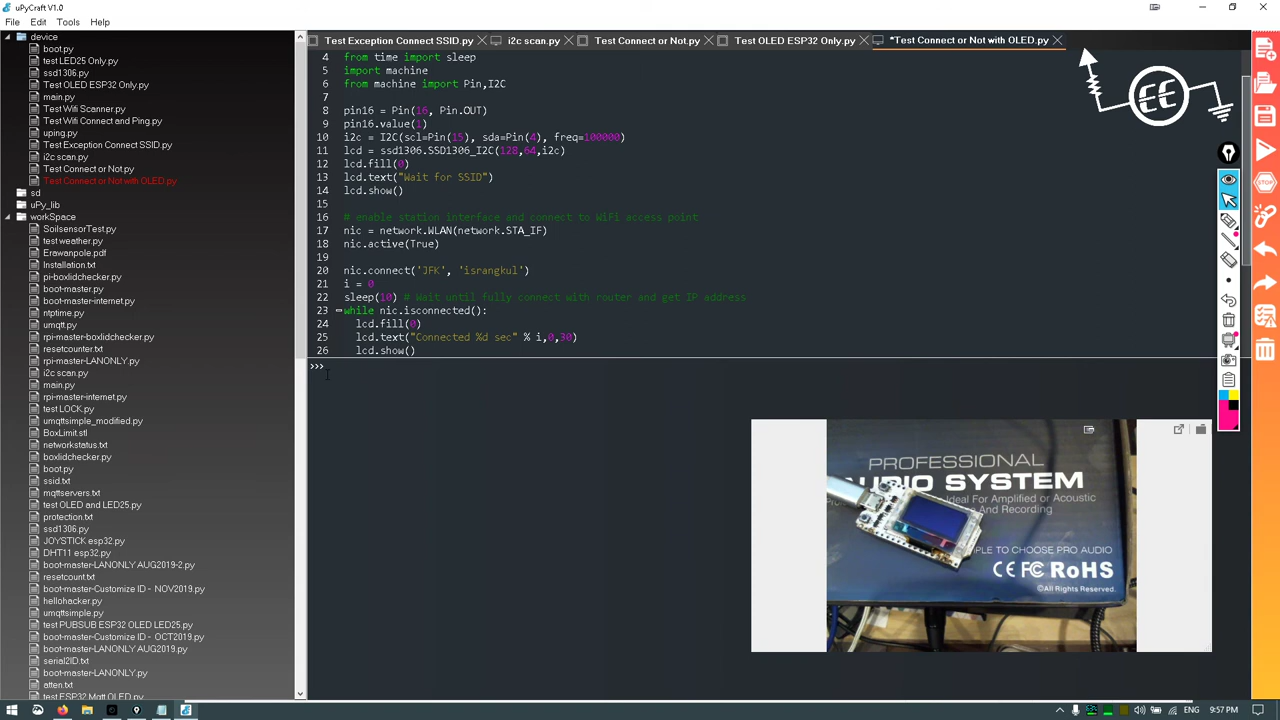 uPyCraft V1.0
File Edit Tools Help
device
boot.py
test LED25 Only.py
ssd1306.py
Test OLED ESP32 Only.py
main.py
Test Wifi Scanner.py
Test Wifi Connect and Ping.py
uping.py
Test Exception Connect SSID.py
i2c scan.py
Test Connect or Not.py
Test Connect or Not with OLED.py
sd
uPy_lib
workSpace
SoilsensorTest.py
test weather.py
Erawanpole.pdf
Installation.txt
pi-boxlidchecker.py
boot-master.py
boot-master-internet.py
ntptime.py
umqtt.py
rpi-master-boxlidchecker.py
resetcounter.txt
rpi-master-LANONLY.py
i2c scan.py
main.py
rpi-master-internet.py
test LOCK.py
umqttsimple_modified.py
BoxLimit.stl
networkstatus.txt
boxlidchecker.py
boot.py
ssid.txt
mqttservers.txt
test OLED and LED25.py
protection.txt
ssd1306.py
JOYSTICK esp32.py
DHT11 esp32.py
boot-master-LANONLY AUG2019-2.py
resetcount.txt
boot-master-Customize ID - NOV2019.py
hellohacker.py
umqttsimple.py
test PUBSUB ESP32 OLED LED25.py
boot-master-Customize ID - OCT2019.py
boot-master-LANONLY AUG2019.py
serial2ID.txt
boot-master-LANONLY.py
atten.txt
test ESP32 Mqtt OLED.py
Test Exception Connect SSID.py i2c scan.py Test Connect or Not.py Test OLED ESP32 Only.py *Test Connect or Not with OLED.py
4 from time import sleep
5 import machine
6 from machine import Pin,I2C
7
8 pin16 = Pin(16, Pin.OUT)
9 pin16.value(1)
10 i2c = I2C(scl=Pin(15), sda=Pin(4), freq=100000)
11 lcd = ssd1306.SSD1306_I2C(128,64,i2c)
12 lcd.fill(0)
13 lcd.text("Wait for SSID")
14 lcd.show()
15
16 # enable station interface and connect to WiFi access point
17 nic = network.WLAN(network.STA_IF)
18 nic.active(True)
19
20 nic.connect('JFK', 'israngkul')
21 i = 0
22 sleep(10) # Wait until fully connect with router and get IP address
23 while nic.isconnected():
24 lcd.fill(0)
25 lcd.text("Connected %d sec" % i,0,30)
26 lcd.show()
>>>
EE
STOP
PROFESSIONAL
AUDIO SYSTEM
Ideal For Amplified or Acoustic
And Recording
PLE TO CHOOSE PRO AUDIO
CE FC RoHS
©All Rights Reserved.
ENG 9:57 PM